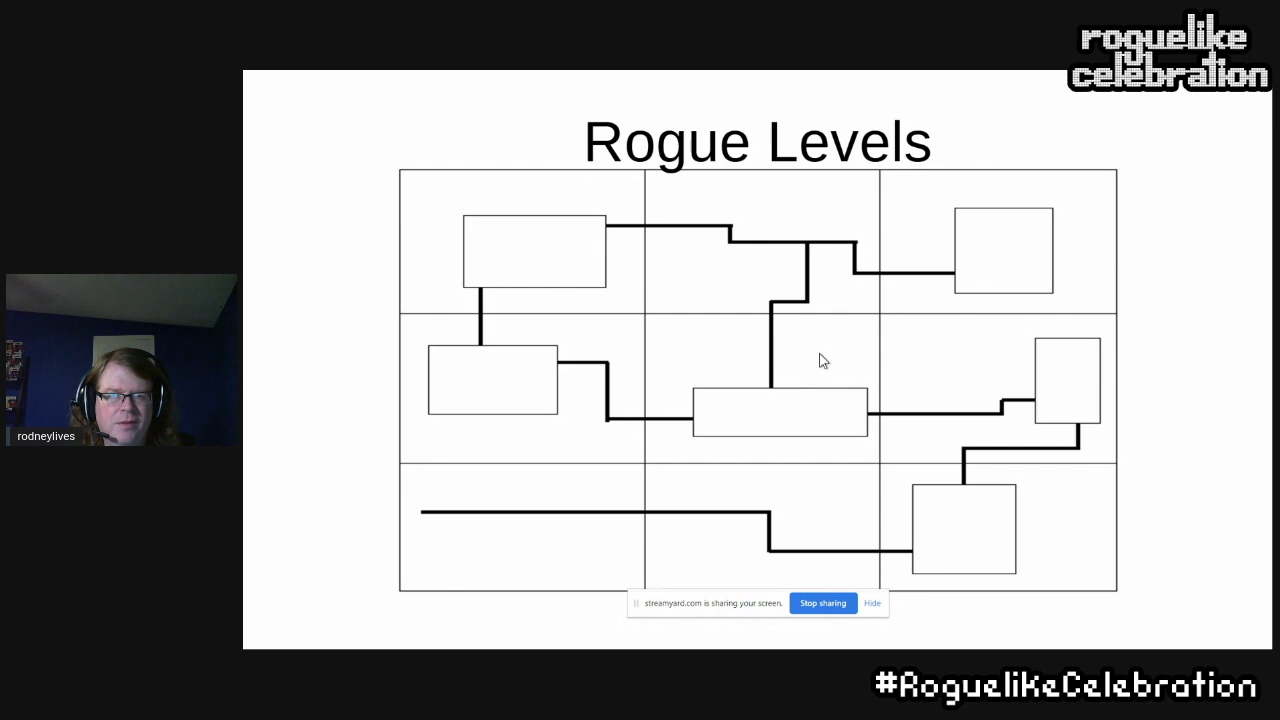 roguelike
celebration
Rogue Levels
rodneylives
streamyard.com is sharing your screen.
Stop sharing
Hide
#RoguelikeCelebration